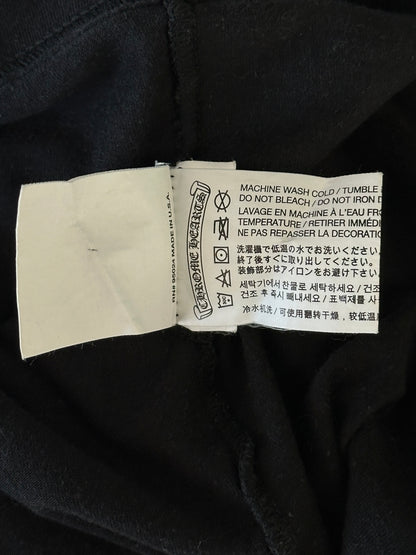 RN# 95034 MADE IN U.S.A.
CHROME HEARTS
MACHINE WASH COLD / TUMBLE
DO NOT BLEACH / DO NOT IRON D
LAVAGE EN MACHINE À L'EAU FR
TEMPERATURE / RETIRER IMMÉDI
NE PAS REPASSER LA DECORATION
洗濯機で低温の水でお洗いください。
終了後すぐに取り出してください。
装飾部分はアイロンをお避け下さい。
세탁기에서 찬물로 세탁하세요 / 건조
건조 후 즉시 빼내세요 / 표백제를 사
冷水机洗 / 可使用翻转干燥，较低温